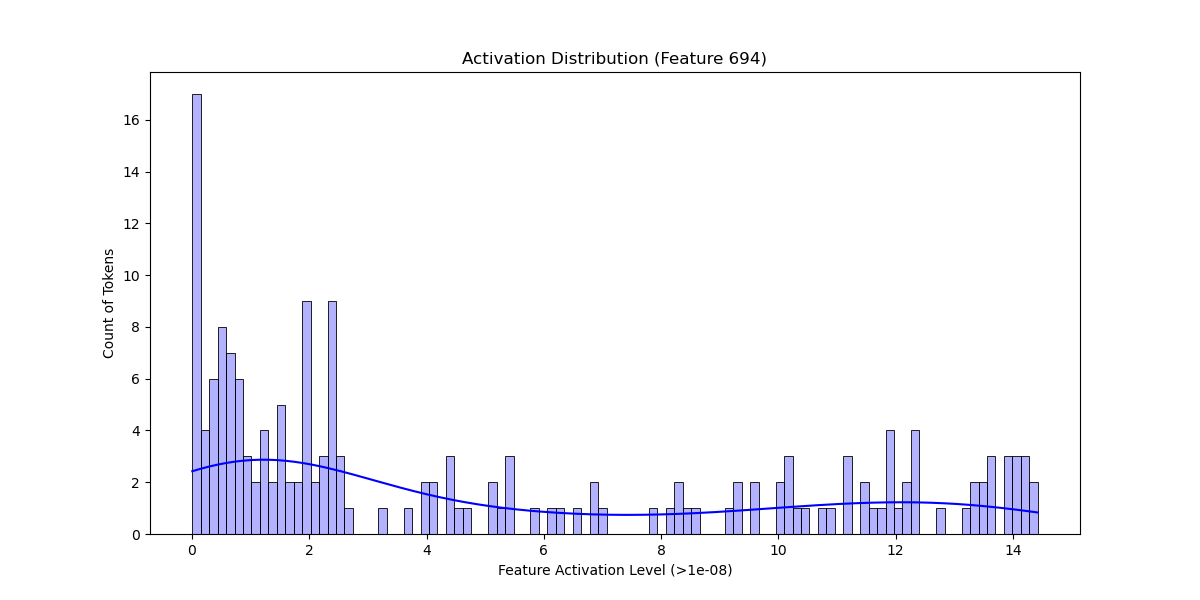 Activation Distribution (Feature 694)
Count of Tokens
16
14
12
10
8
6
4
2
0
0 2 4 6 8 10 12 14
Feature Activation Level (>1e-08)